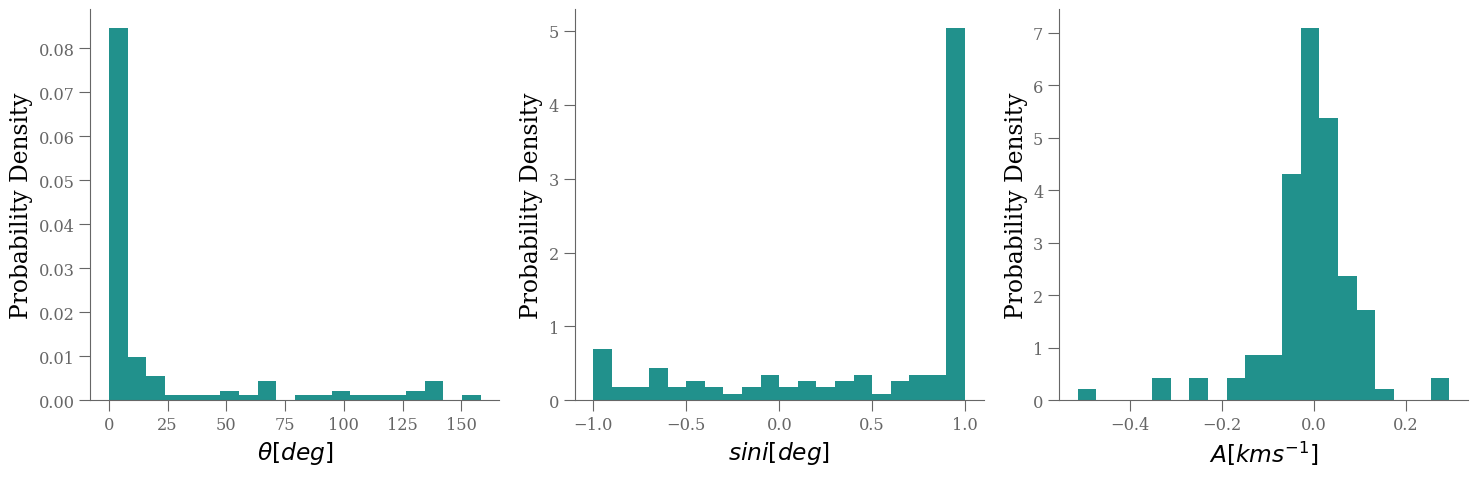 Probability Density
0.08
0.07
0.06
0.05
0.04
0.03
0.02
0.01
0.00
0 25 50 75 100 125 150
θ[deg]
Probability Density
5
4
3
2
1
0
−1.0 −0.5 0.0 0.5 1.0
sini[deg]
Probability Density
7
6
5
4
3
2
1
0
−0.4 −0.2 0.0 0.2
A[kms⁻¹]